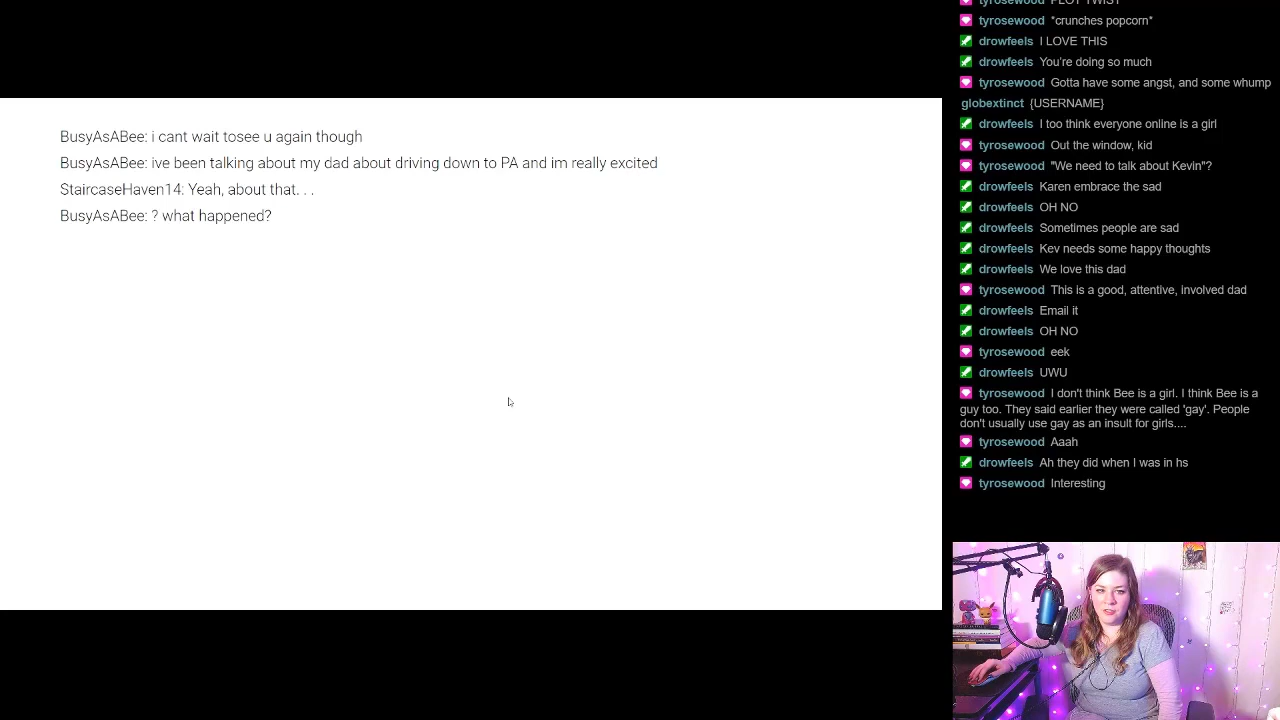 BusyAsABee: i cant wait tosee u again though
BusyAsABee: ive been talking about my dad about driving down to PA and im really excited
StaircaseHaven14: Yeah, about that. . .
BusyAsABee: ? what happened?
tyrosewood PLOT TWIST
tyrosewood *crunches popcorn*
drowfeels I LOVE THIS
drowfeels You're doing so much
tyrosewood Gotta have some angst, and some whump
globextinct {USERNAME}
drowfeels I too think everyone online is a girl
tyrosewood Out the window, kid
tyrosewood "We need to talk about Kevin"?
drowfeels Karen embrace the sad
drowfeels OH NO
drowfeels Sometimes people are sad
drowfeels Kev needs some happy thoughts
drowfeels We love this dad
tyrosewood This is a good, attentive, involved dad
drowfeels Email it
drowfeels OH NO
tyrosewood eek
drowfeels UWU
tyrosewood I don't think Bee is a girl. I think Bee is a
guy too. They said earlier they were called 'gay'. People
don't usually use gay as an insult for girls....
tyrosewood Aaah
drowfeels Ah they did when I was in hs
tyrosewood Interesting